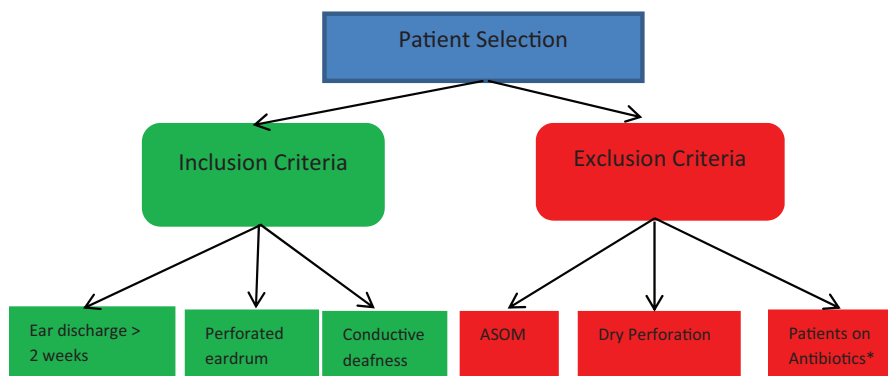 Patient Selection
Inclusion Criteria
Exclusion Criteria
Ear discharge >
2 weeks
Perforated
eardrum
Conductive
deafness
ASOM
Dry Perforation
Patients on
Antibiotics*